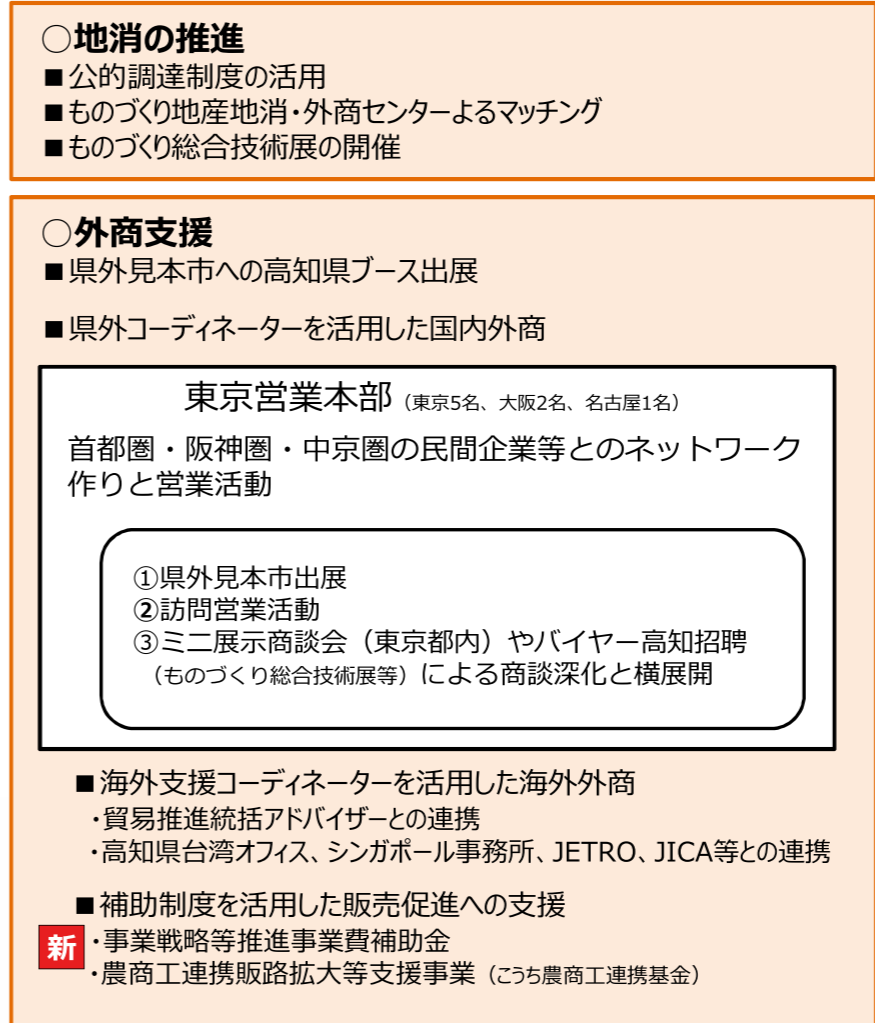 ○地消の推進
■公的調達制度の活用
■ものづくり地産地消・外商センターよるマッチング
■ものづくり総合技術展の開催
○外商支援
■県外見本市への高知県ブース出展
■県外コーディネーターを活用した国内外商
東京営業本部（東京5名、大阪2名、名古屋1名）
首都圏・阪神圏・中京圏の民間企業等とのネットワーク
作りと営業活動
①県外見本市出展
②訪問営業活動
③ミニ展示商談会（東京都内）やバイヤー高知招聘
（ものづくり総合技術展等）による商談深化と横展開
■海外支援コーディネーターを活用した海外外商
・貿易推進統括アドバイザーとの連携
・高知県台湾オフィス、シンガポール事務所、JETRO、JICA等との連携
■補助制度を活用した販売促進への支援
新 ・事業戦略等推進事業費補助金
・農商工連携販路拡大等支援事業（こうち農商工連携基金）